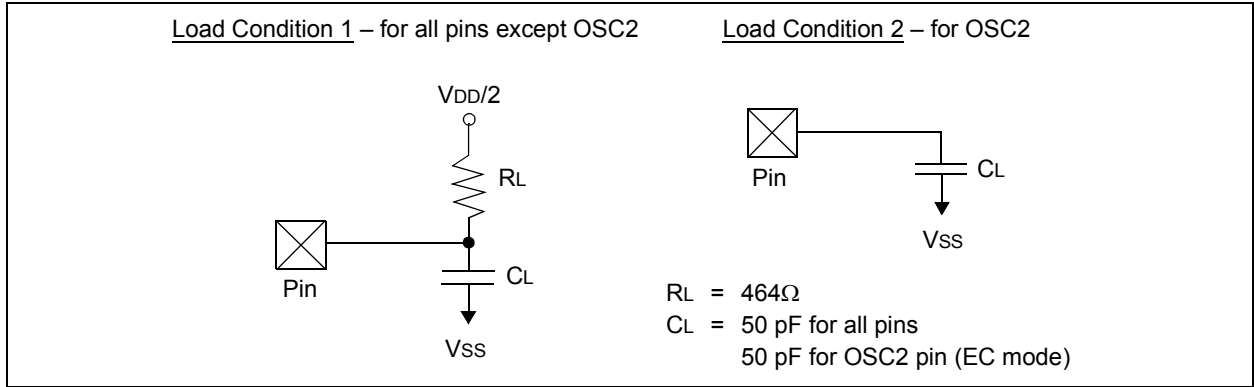 Load Condition 1 – for all pins except OSC2
VDD/2
RL
Pin
CL
VSS
Load Condition 2 – for OSC2
Pin
CL
VSS
RL = 464Ω
CL = 50 pF for all pins
50 pF for OSC2 pin (EC mode)